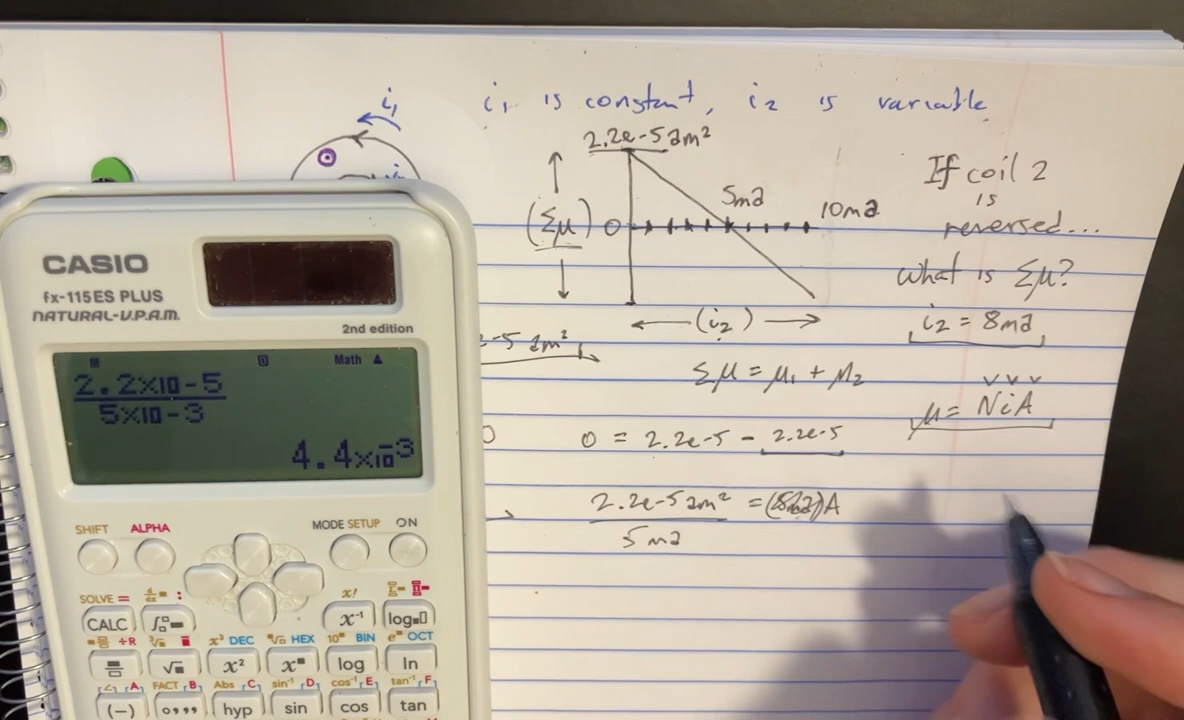 i₁ is constant, i₂ is variable
i₁
2.2e-5am²
(Σμ)
0
5ma
10ma
← (i₂) →
If coil 2
is
reversed...
What is Σμ?
i₂ = 8ma
μ = NiA
-5 am²
Σμ = μ₁ + μ₂
0 = 2.2e-5 - 2.2e-5
2.2e-5am² = A
5ma
CASIO
fx-115ES PLUS
NATURAL-V.P.A.M.
2nd edition
M D Math ▲
2.2×10-5
5×10-3
4.4×10⁻³
SHIFT ALPHA MODE SETUP ON
SOLVE = : x!
CALC x⁻¹ log
÷R x³ DEC HEX 10 BIN e OCT
x² x log ln
A FACT B Abs C sin⁻¹ D cos⁻¹ E tan⁻¹ F
(−) hyp sin cos tan